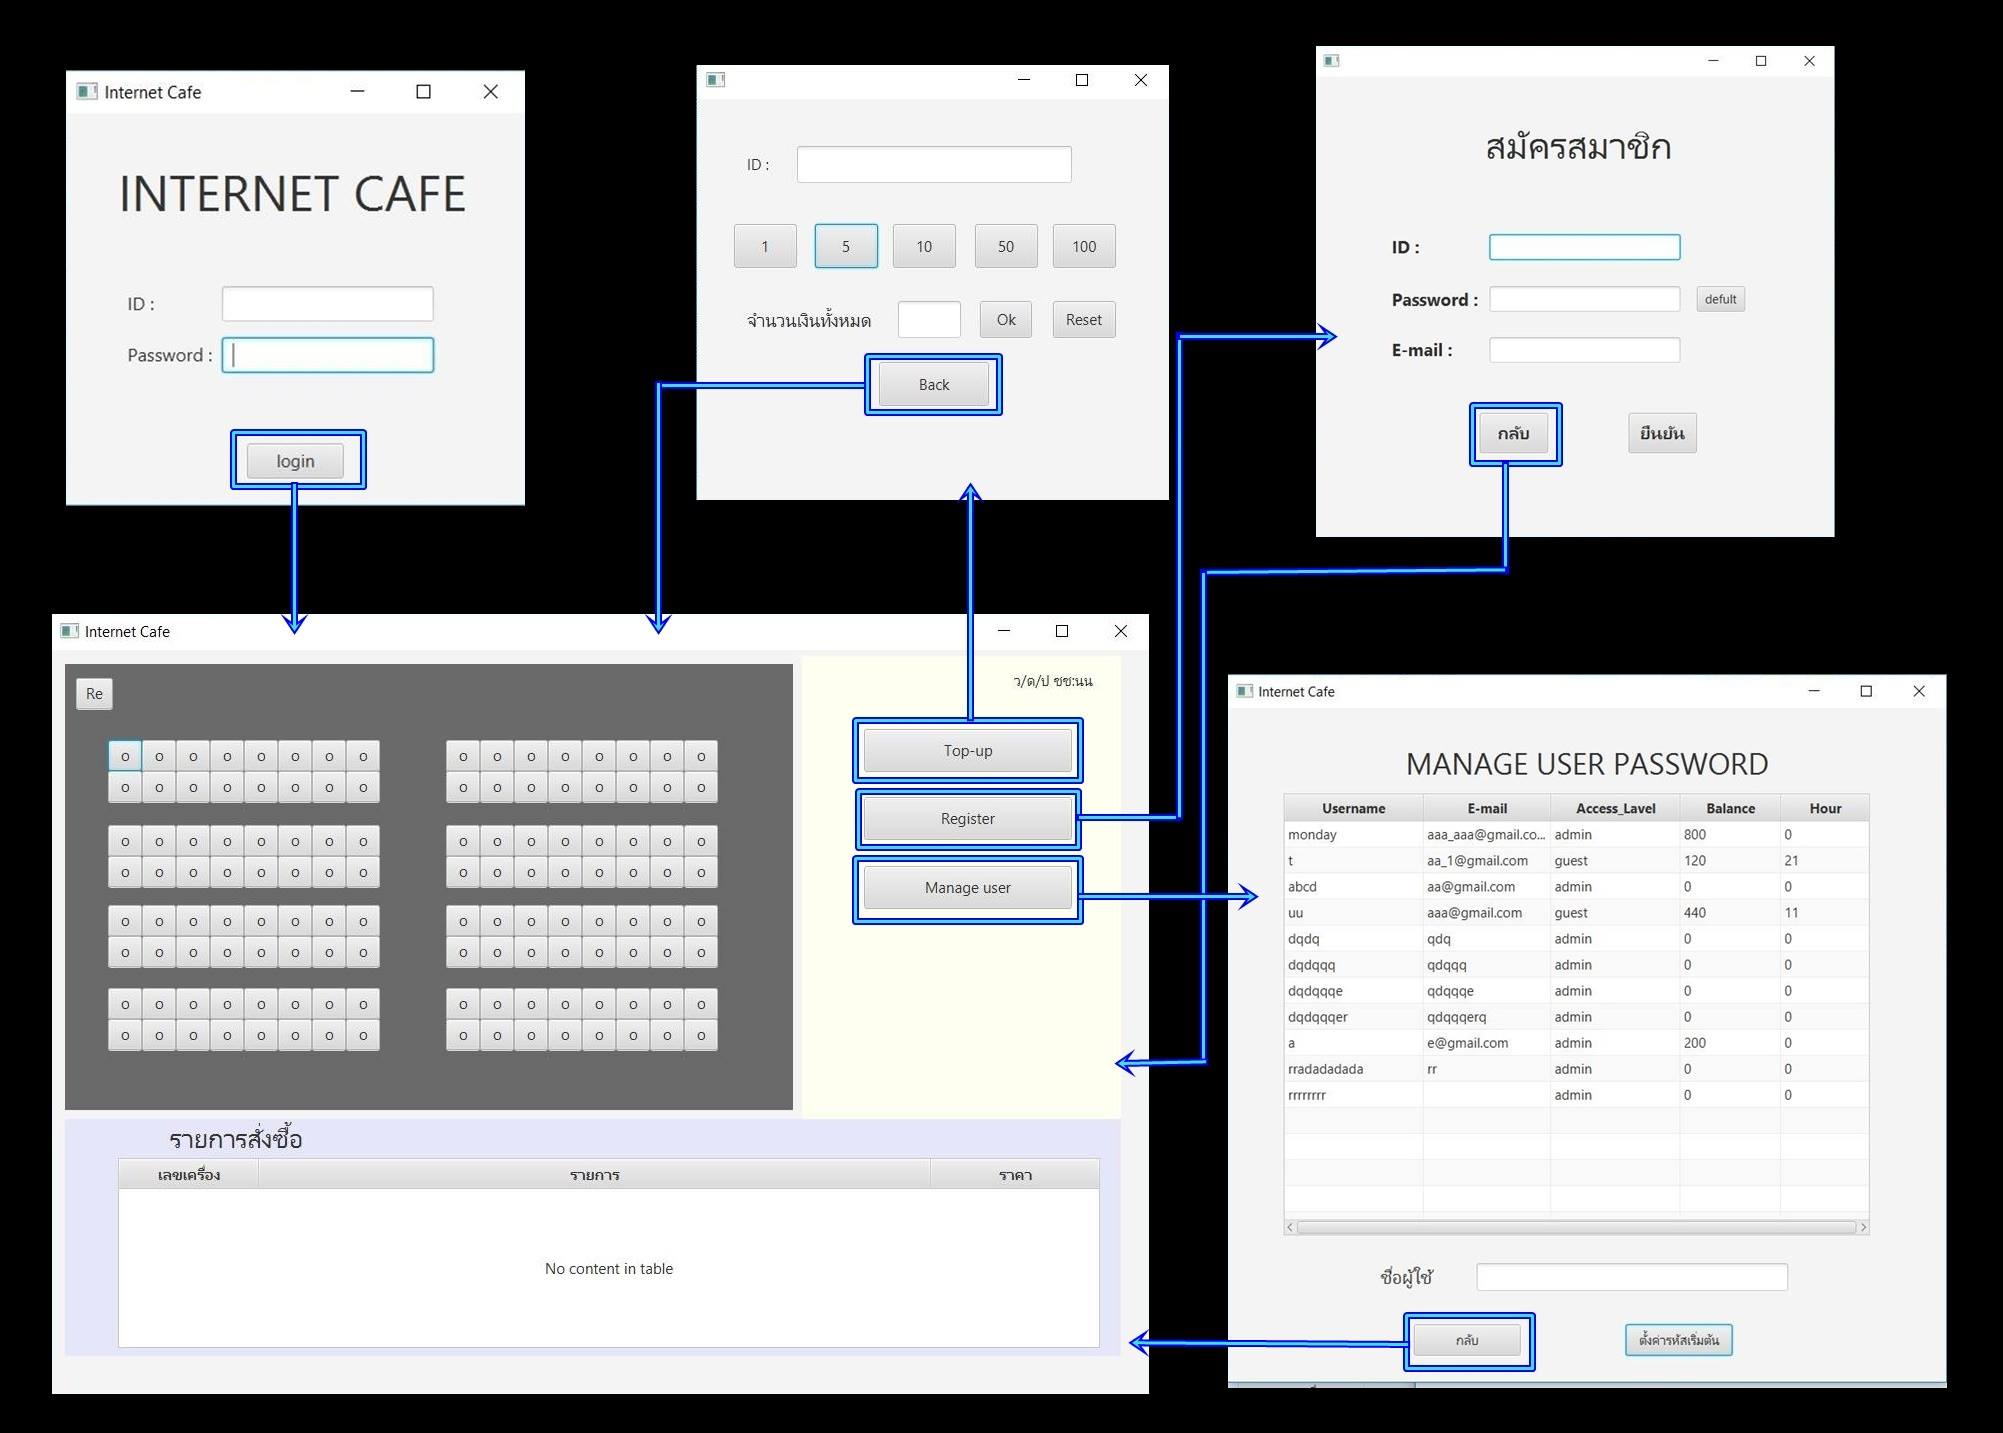 Internet Cafe
INTERNET CAFE
ID :
Password :
login
ID :
1 5 10 50 100
จำนวนเงินทั้งหมด Ok Reset
Back
สมัครสมาชิก
ID :
Password : defult
E-mail :
กลับ ยืนยัน
Internet Cafe
Re
o o o o o o o o o o o o o o o o
o o o o o o o o o o o o o o o o
o o o o o o o o o o o o o o o o
o o o o o o o o o o o o o o o o
o o o o o o o o o o o o o o o o
o o o o o o o o o o o o o o o o
o o o o o o o o o o o o o o o o
o o o o o o o o o o o o o o o o
ว/ด/ป ชช:นน
Top-up
Register
Manage user
รายการสั่งซื้อ
เลขเครื่อง รายการ ราคา
No content in table
Internet Cafe
MANAGE USER PASSWORD
Username E-mail Access_Lavel Balance Hour
monday aaa_aaa@gmail.co... admin 800 0
t aa_1@gmail.com guest 120 21
abcd aa@gmail.com admin 0 0
uu aaa@gmail.com guest 440 11
dqdq qdq admin 0 0
dqdqqq qdqqq admin 0 0
dqdqqqe qdqqqe admin 0 0
dqdqqqer qdqqqerq admin 0 0
a e@gmail.com admin 200 0
rradadadada rr admin 0 0
rrrrrrrr admin 0 0
ชื่อผู้ใช้
กลับ ตั้งค่ารหัสเริ่มต้น